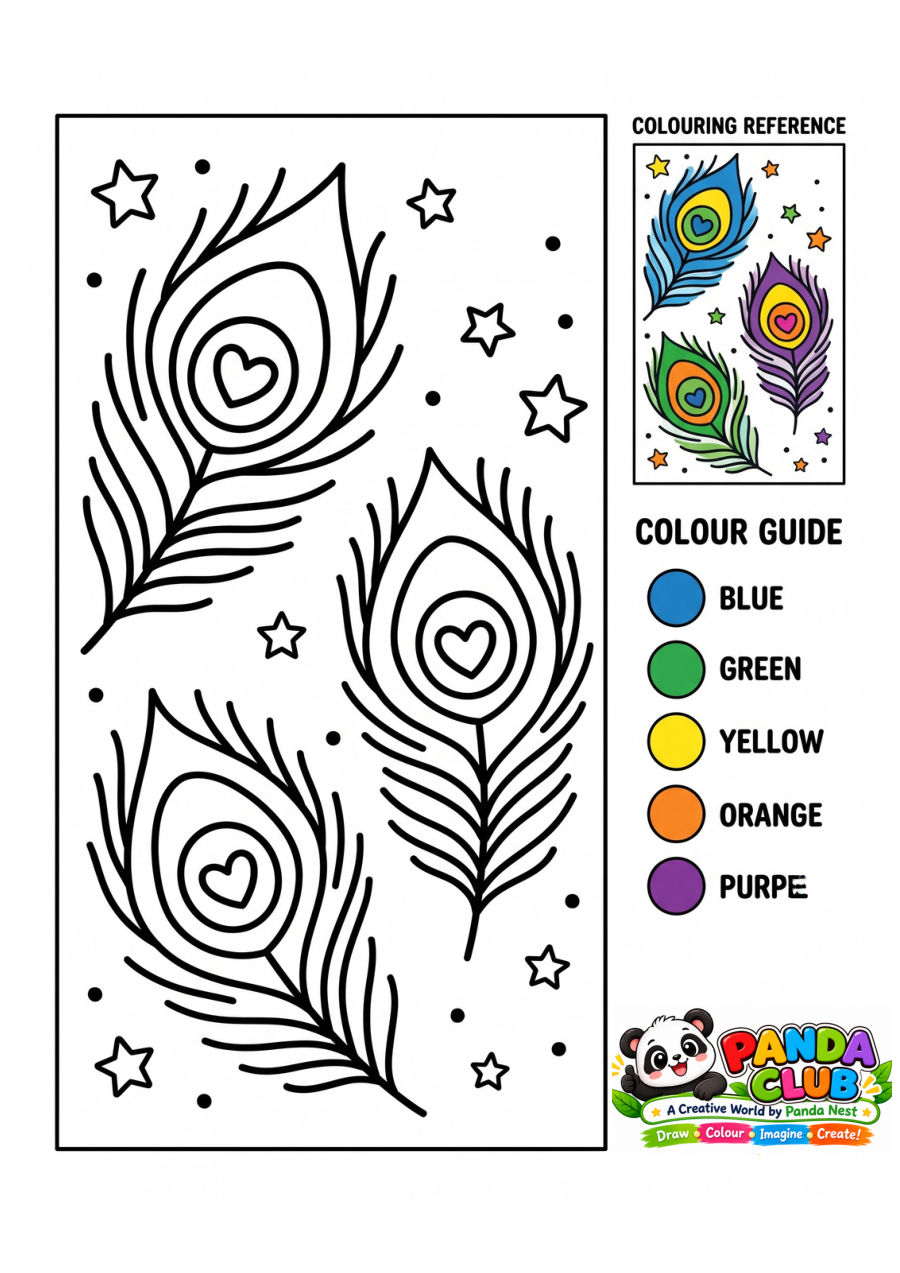 COLOURING REFERENCE
COLOUR GUIDE
BLUE
GREEN
YELLOW
ORANGE
PURPE
PANDA
CLUB
A Creative World by Panda Nest
Draw • Colour • Imagine • Create!